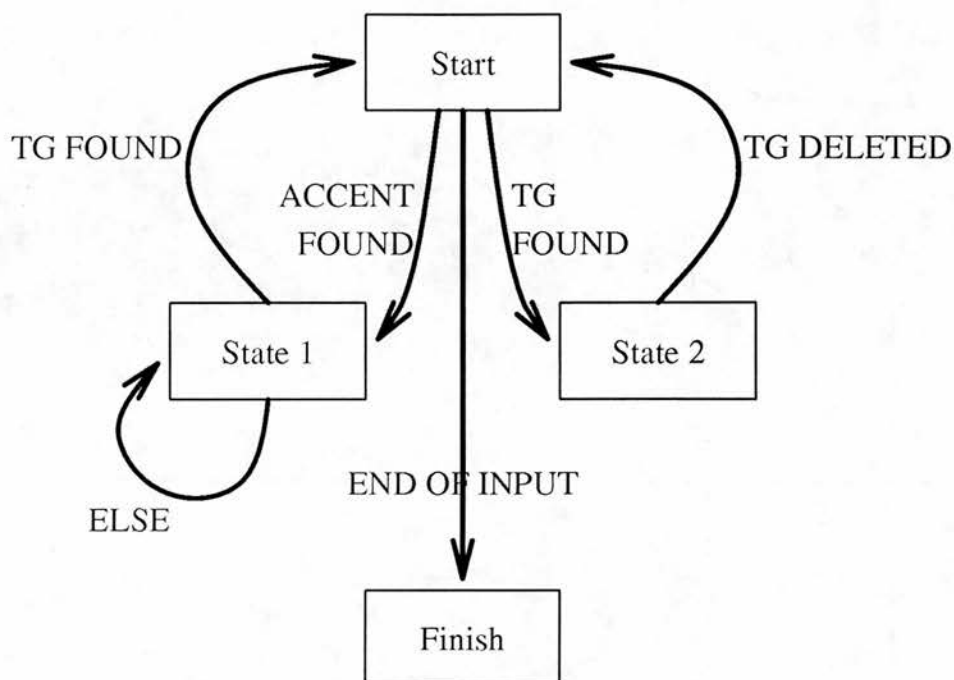 Start
TG FOUND
TG DELETED
ACCENT
FOUND
TG
FOUND
State 1
State 2
END OF INPUT
ELSE
Finish